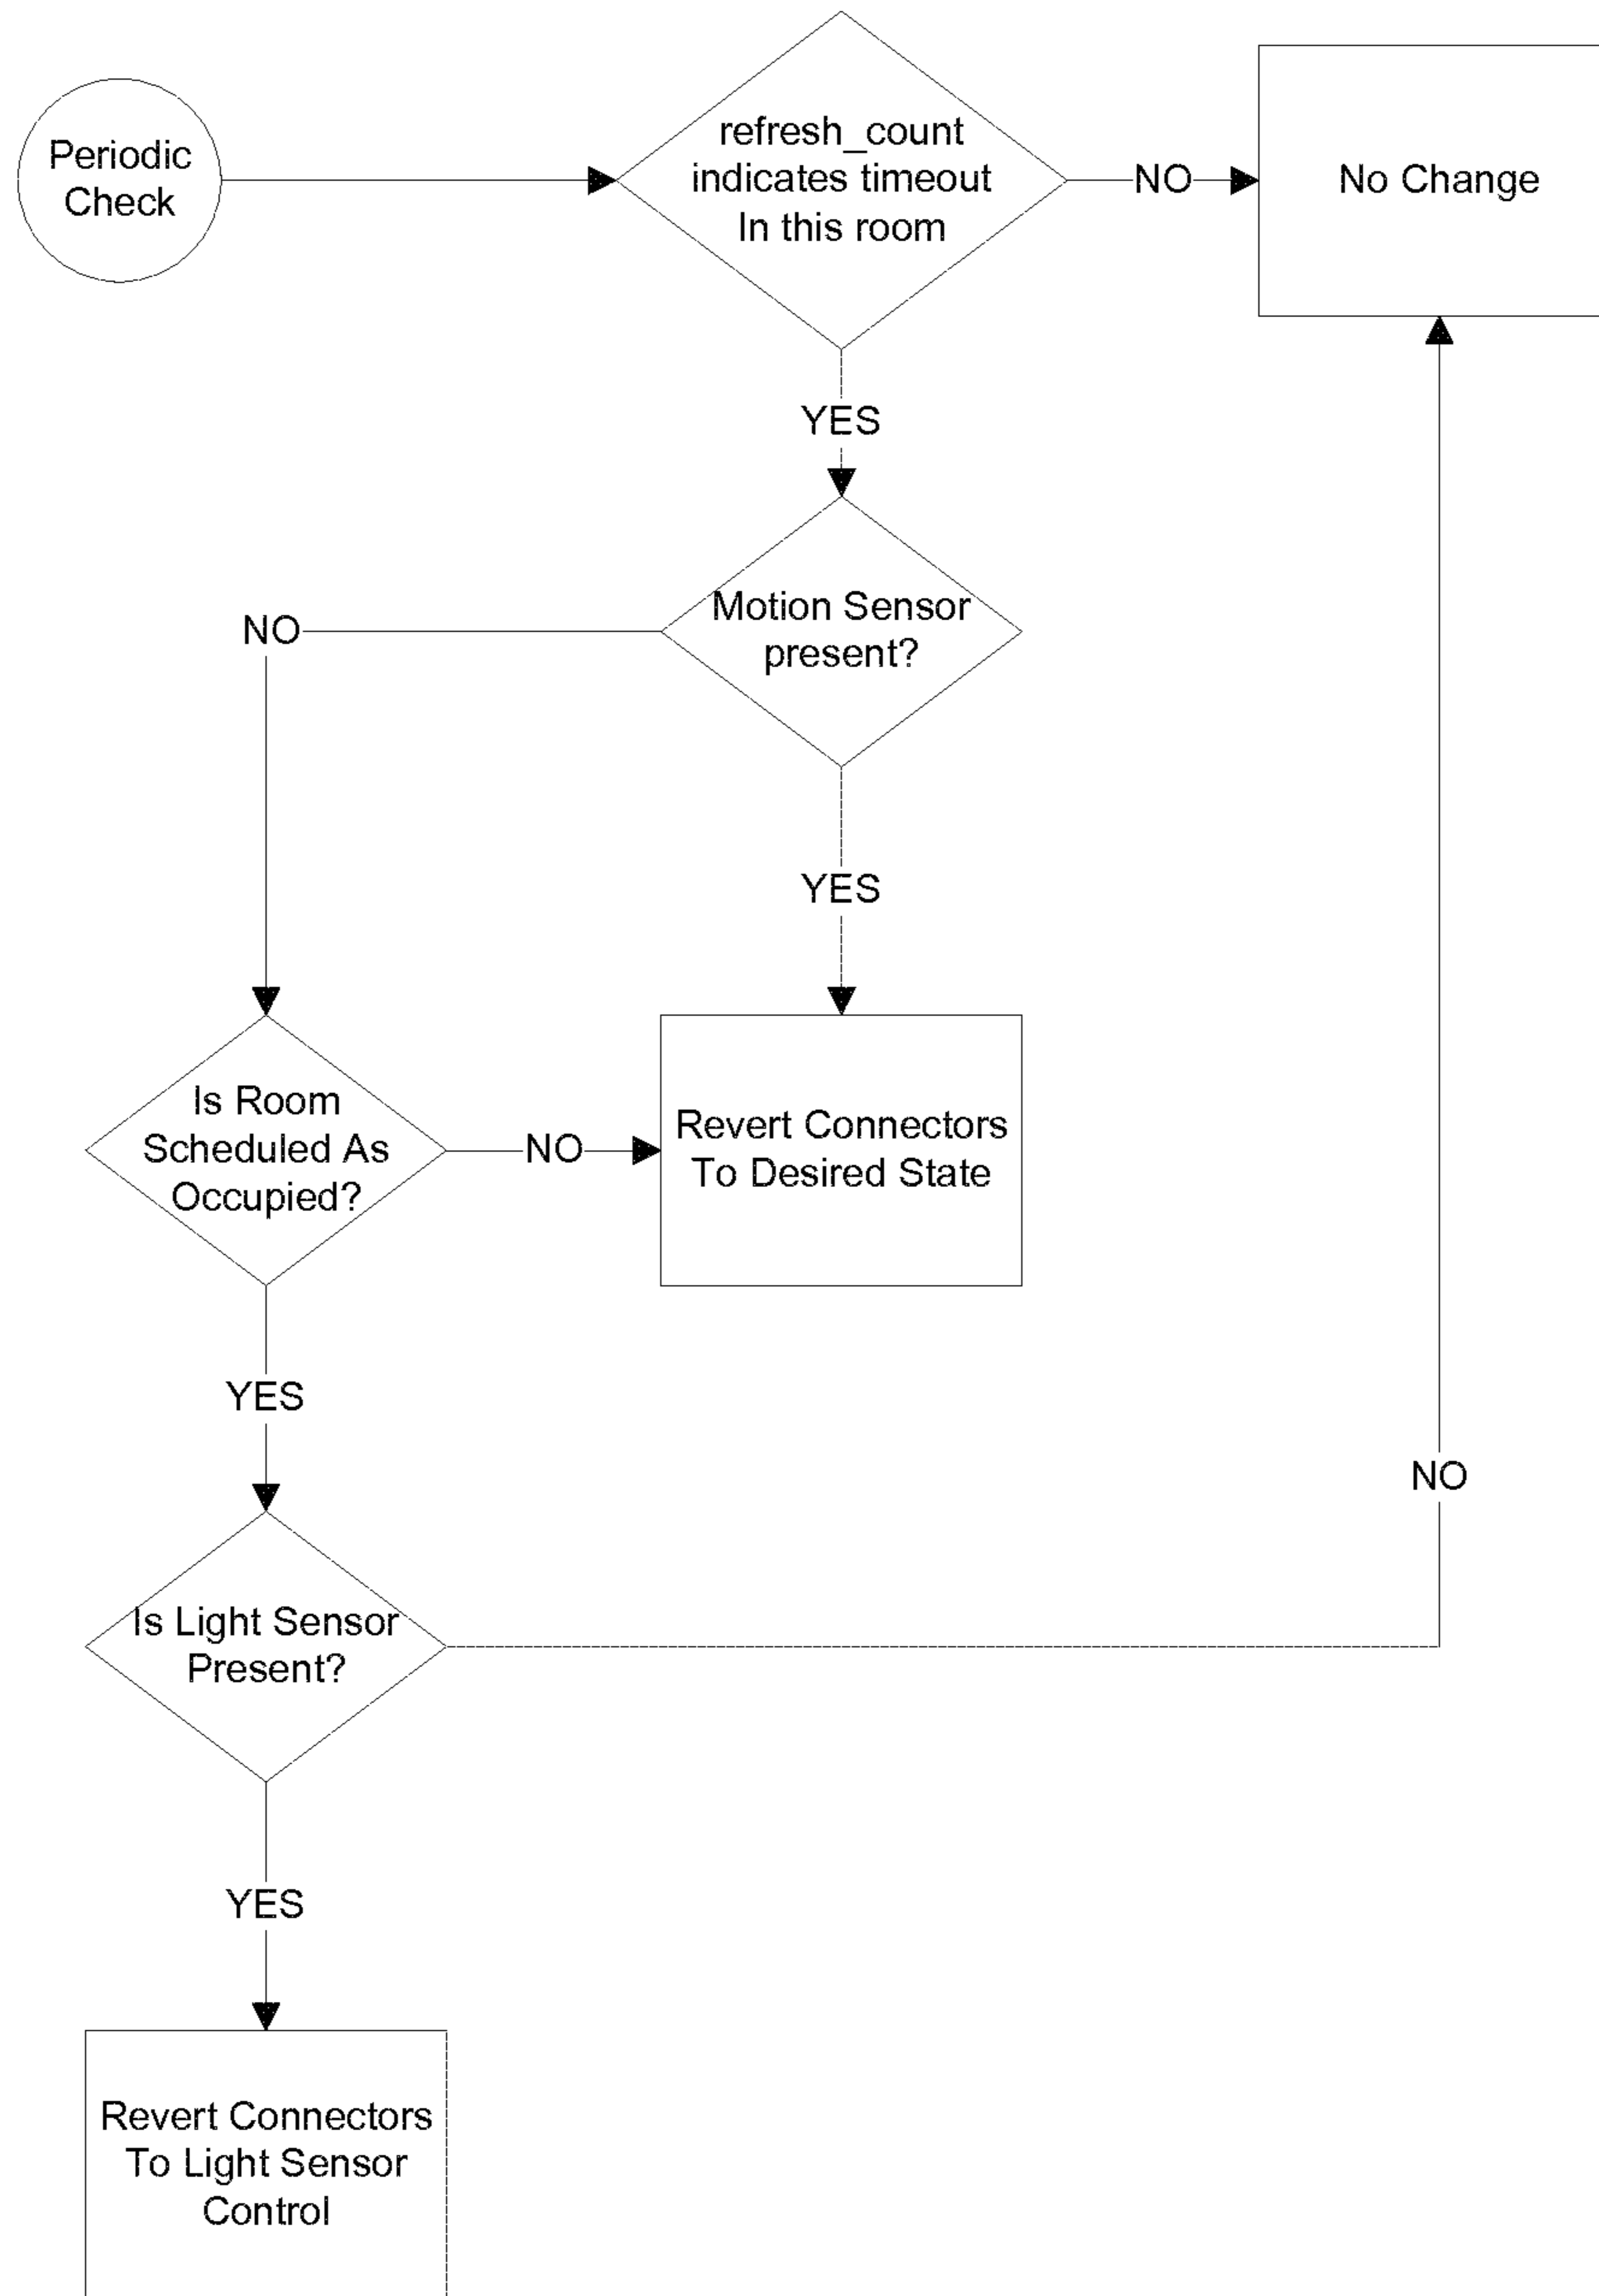 Periodic
Check
refresh_count
indicates timeout
In this room
NO
No Change
YES
Motion Sensor
present?
NO
YES
Is Room
Scheduled As
Occupied?
NO
Revert Connectors
To Desired State
YES
NO
Is Light Sensor
Present?
YES
Revert Connectors
To Light Sensor
Control